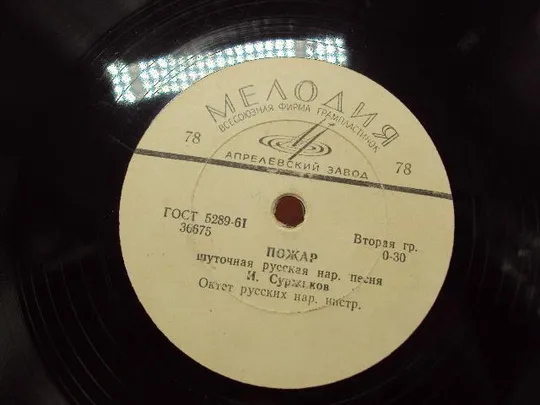 МЕЛОДИЯ
ВСЕСОЮЗНАЯ ФИРМА ГРАМПЛАСТИНОК
78 78
АПРЕЛЕВСКИЙ ЗАВОД
ГОСТ 5289-61
36675
Вторая гр.
0-30
ПОЖАР
шуточная русская нар. песня
И. Суржиков
Октет русских нар. инстр.